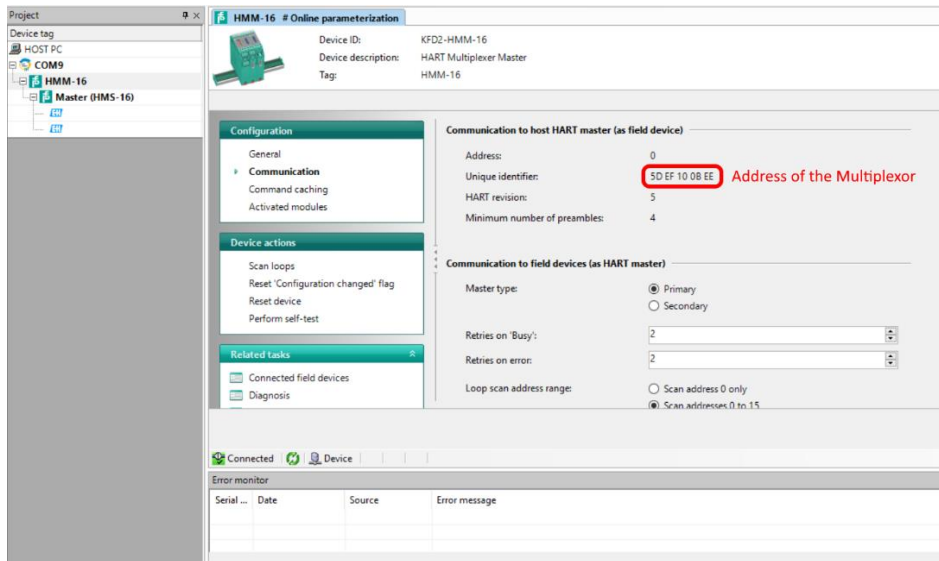 Project
Device tag
HOST PC
COM9
HMM-16
Master (HMS-16)
HMM-16 # Online parameterization
Device ID: KFD2-HMM-16
Device description: HART Multiplexer Master
Tag: HMM-16
Configuration
General
Communication
Command caching
Activated modules
Device actions
Scan loops
Reset 'Configuration changed' flag
Reset device
Perform self-test
Related tasks
Connected field devices
Diagnosis
Communication to host HART master (as field device)
Address: 0
Unique identifier: 5D EF 10 0B EE Address of the Multiplexor
HART revision: 5
Minimum number of preambles: 4
Communication to field devices (as HART master)
Master type: Primary
Secondary
Retries on 'Busy': 2
Retries on error: 2
Loop scan address range: Scan address 0 only
Scan addresses 0 to 15
Connected Device
Error monitor
Serial ... Date Source Error message